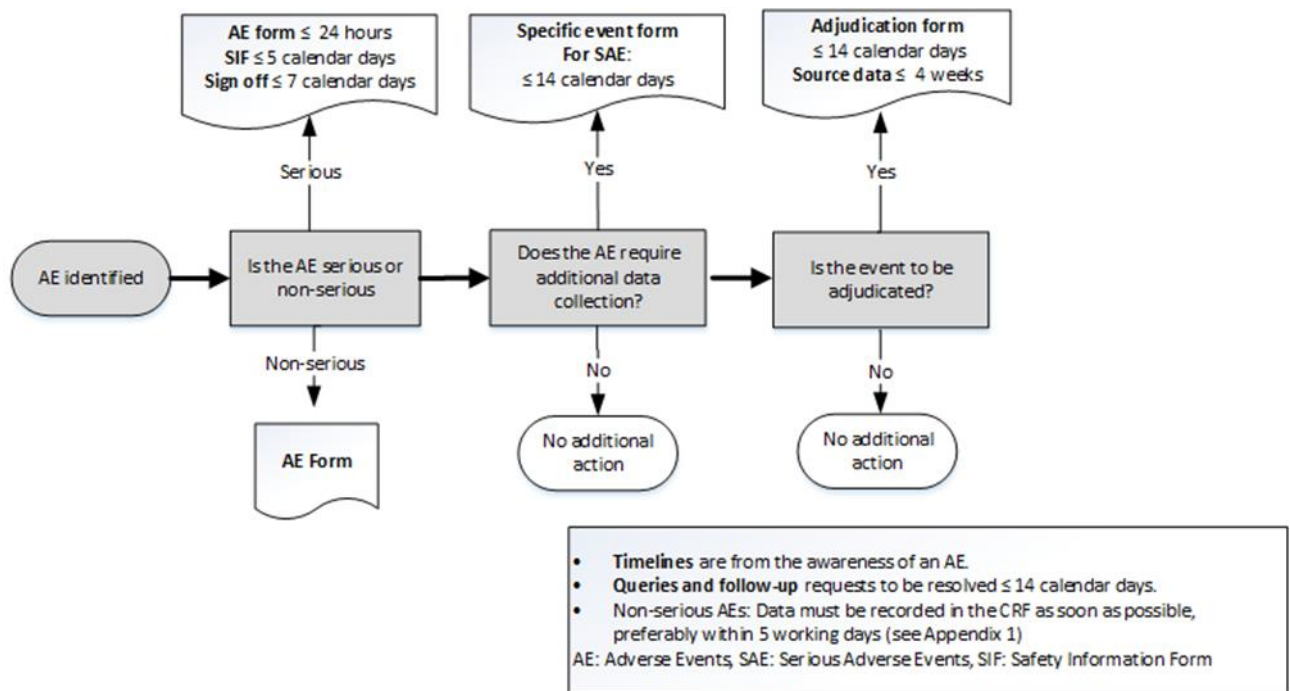 AE form ≤ 24 hours
SIF ≤ 5 calendar days
Sign off ≤ 7 calendar days
Specific event form
For SAE:
≤ 14 calendar days
Adjudication form
≤ 14 calendar days
Source data ≤ 4 weeks
Serious
Yes
Yes
AE identified
Is the AE serious or
non-serious
Does the AE require
additional data
collection?
Is the event to be
adjudicated?
Non-serious
No
No
AE Form
No additional
action
No additional
action
• Timelines are from the awareness of an AE.
• Queries and follow-up requests to be resolved ≤ 14 calendar days.
• Non-serious AEs: Data must be recorded in the CRF as soon as possible,
preferably within 5 working days (see Appendix 1)
AE: Adverse Events, SAE: Serious Adverse Events, SIF: Safety Information Form